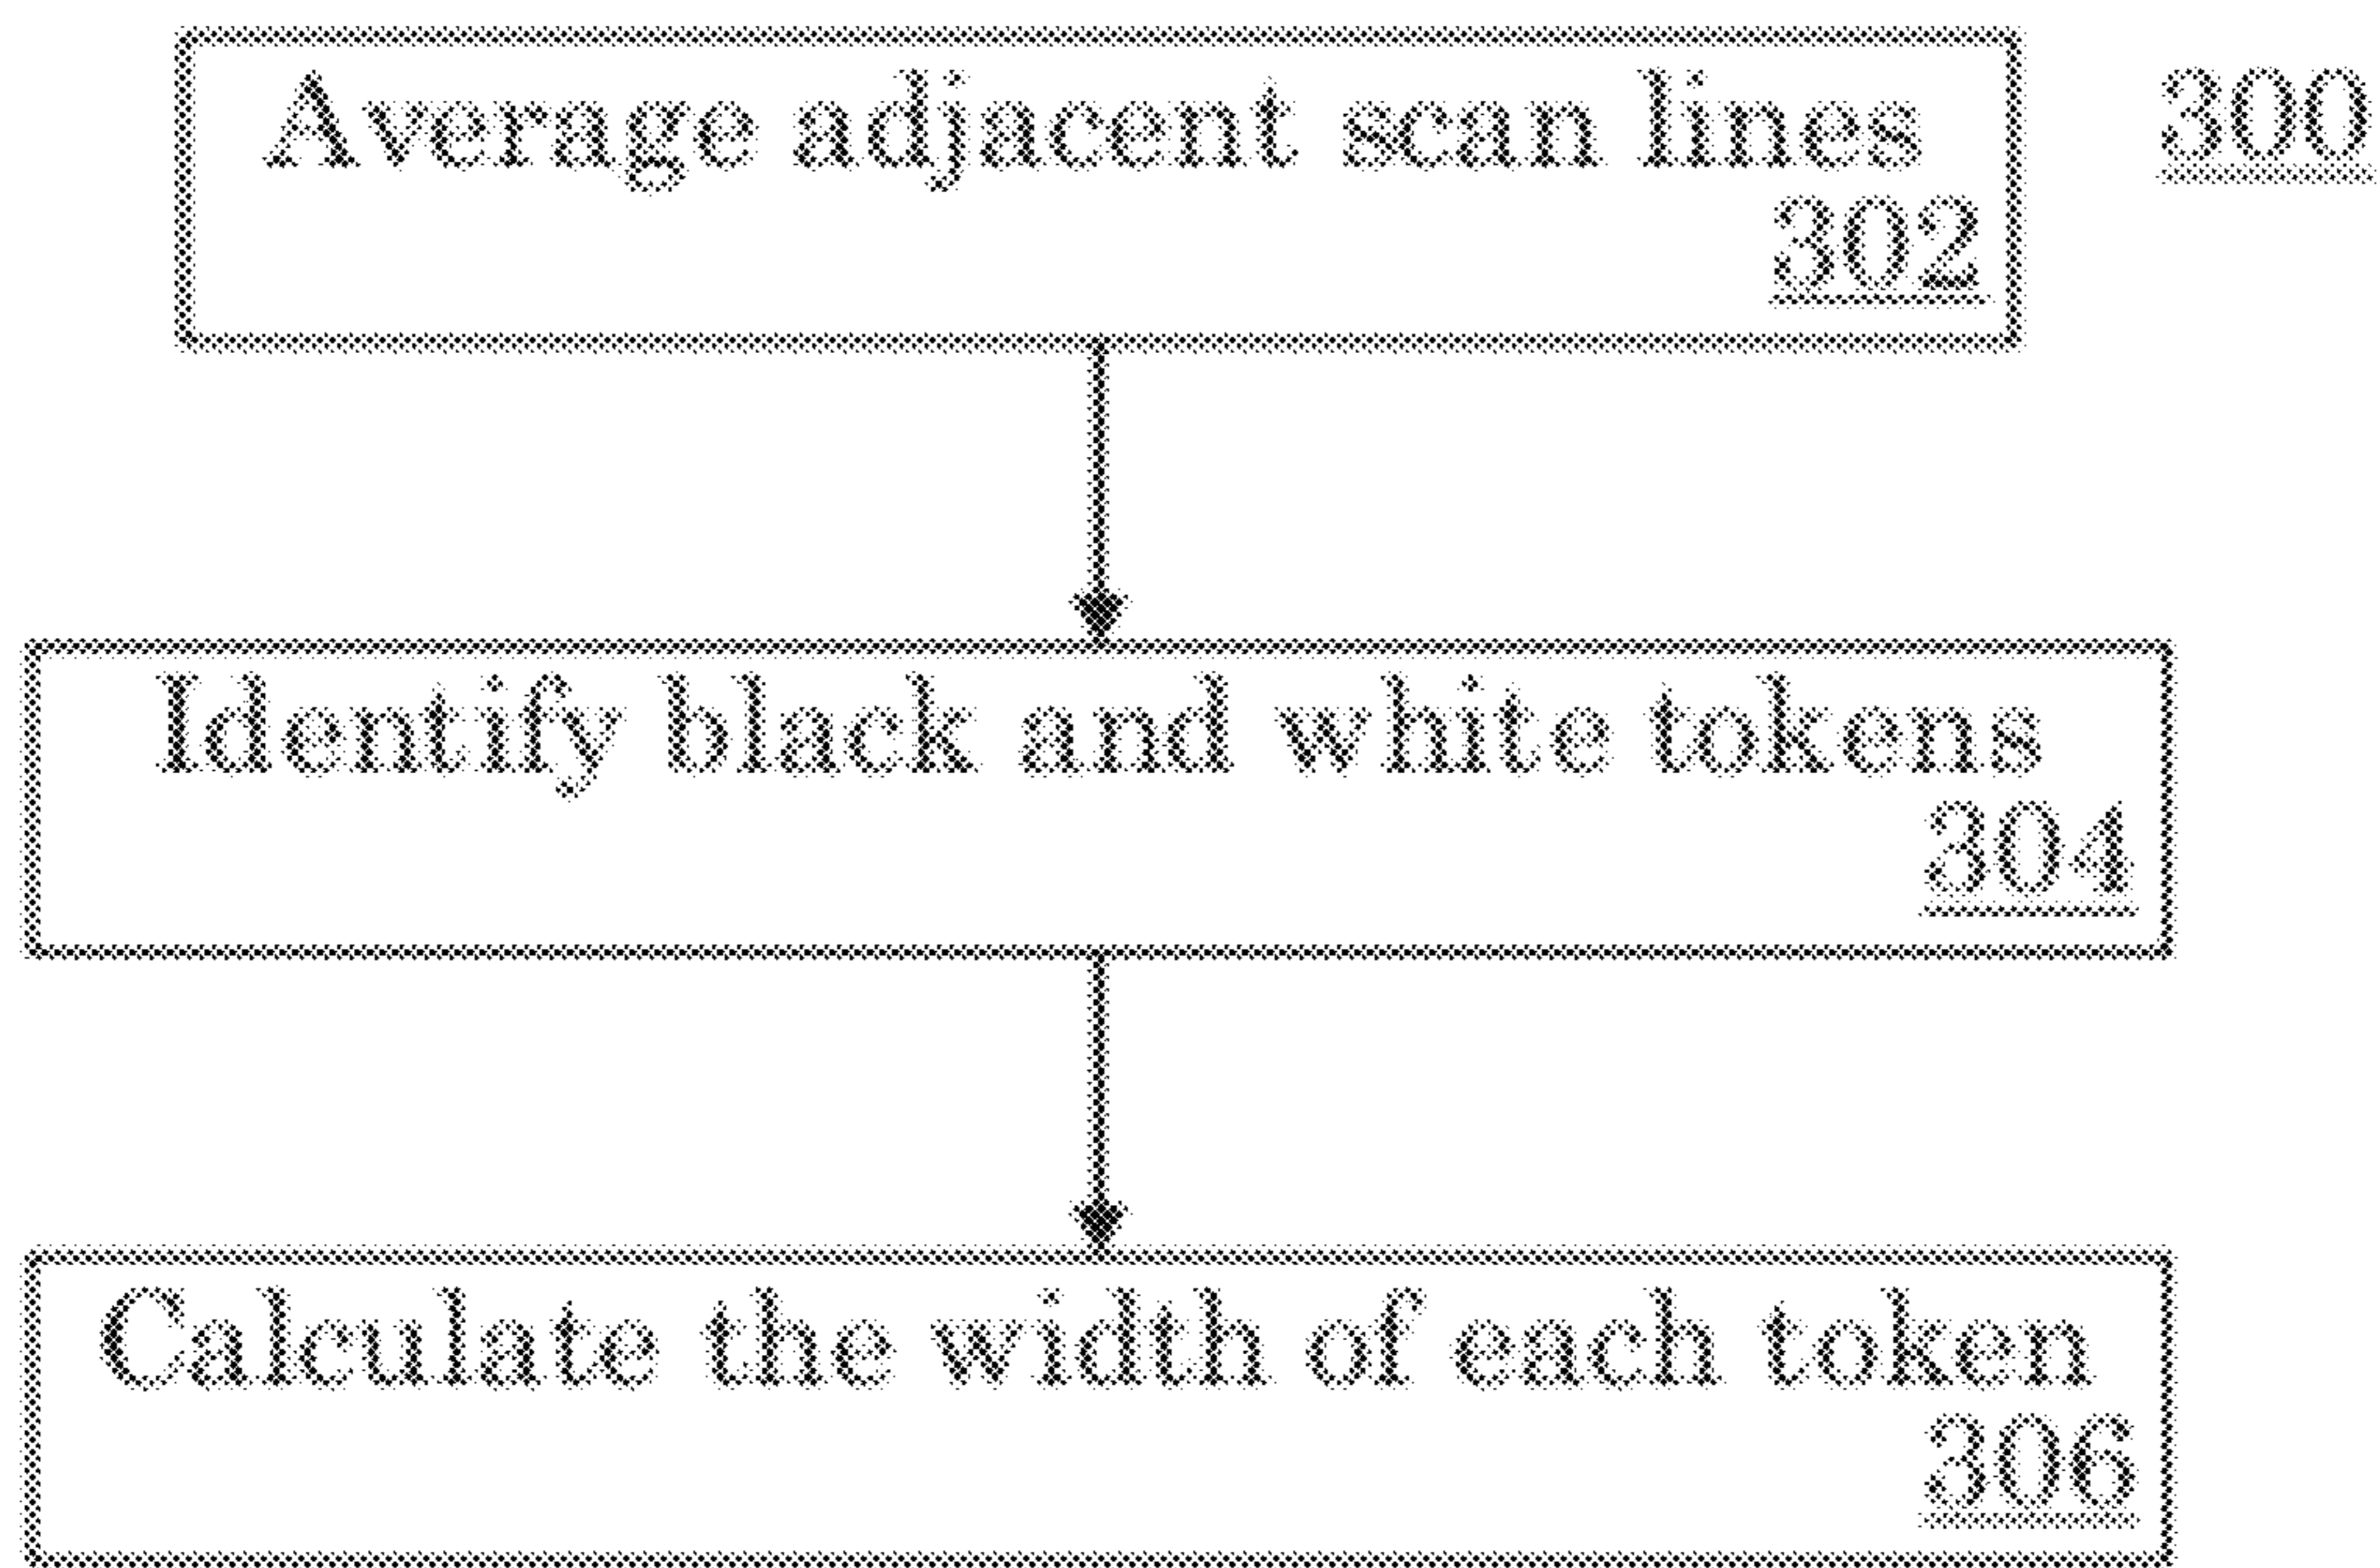 Average adjacent scan lines
300
302
Identify black and white tokens
304
Calculate the width of each token
306